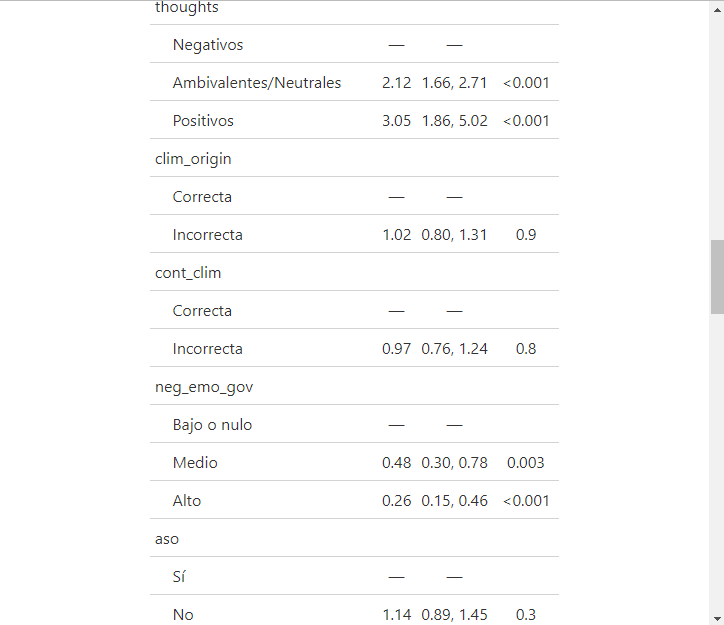 thoughts
Negativos — —
Ambivalentes/Neutrales 2.12 1.66, 2.71 <0.001
Positivos 3.05 1.86, 5.02 <0.001
clim_origin
Correcta — —
Incorrecta 1.02 0.80, 1.31 0.9
cont_clim
Correcta — —
Incorrecta 0.97 0.76, 1.24 0.8
neg_emo_gov
Bajo o nulo — —
Medio 0.48 0.30, 0.78 0.003
Alto 0.26 0.15, 0.46 <0.001
aso
Sí — —
No 1.14 0.89, 1.45 0.3